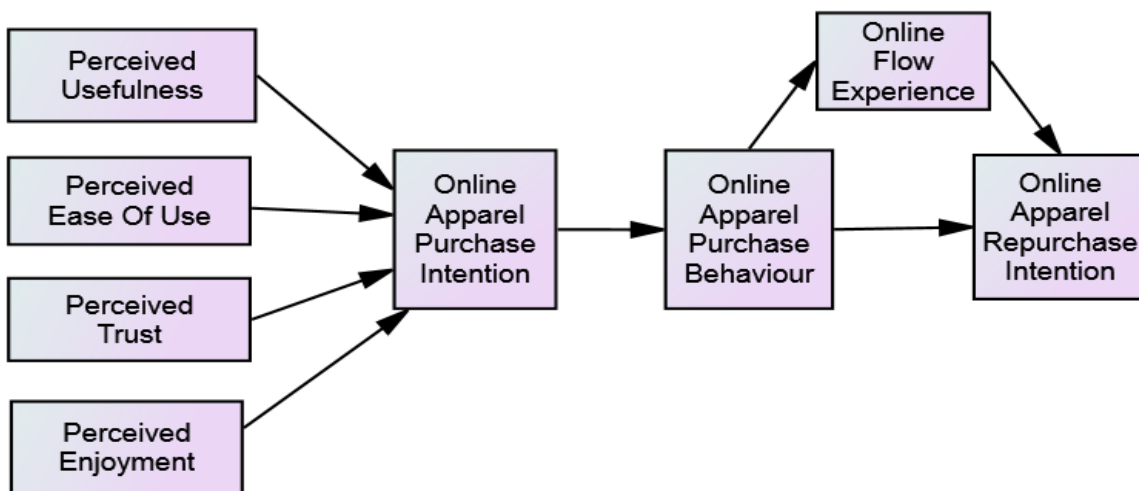 Perceived
Usefulness
Perceived
Ease Of Use
Perceived
Trust
Perceived
Enjoyment
Online
Apparel
Purchase
Intention
Online
Apparel
Purchase
Behaviour
Online
Flow
Experience
Online
Apparel
Repurchase
Intention